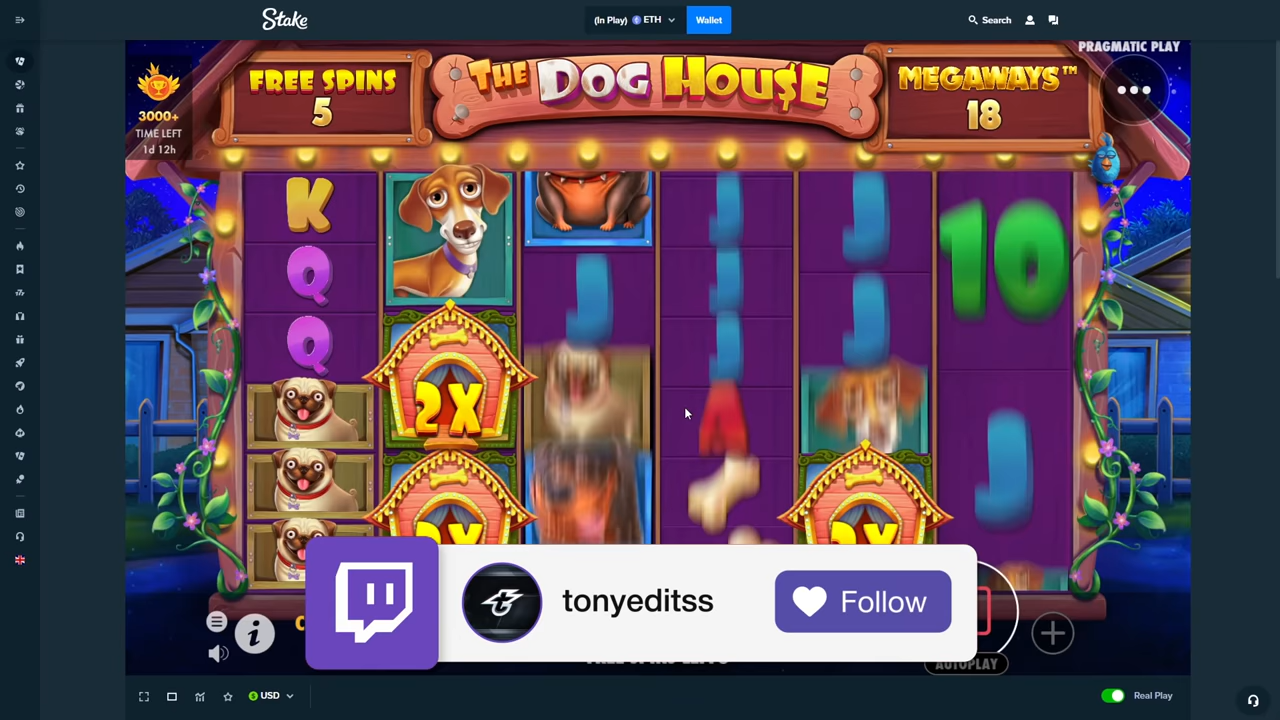 Stake
(In Play) ETH
Wallet
Search
PRAGMATIC PLAY
FREE SPINS
5
THE DOG HOU$E
MEGAWAYS™
18
3000+
TIME LEFT
1d 12h
K
J
J
10
Q
J
J
J
Q
J
2X
A
J
tonyeditss
Follow
AUTOPLAY
USD
Real Play